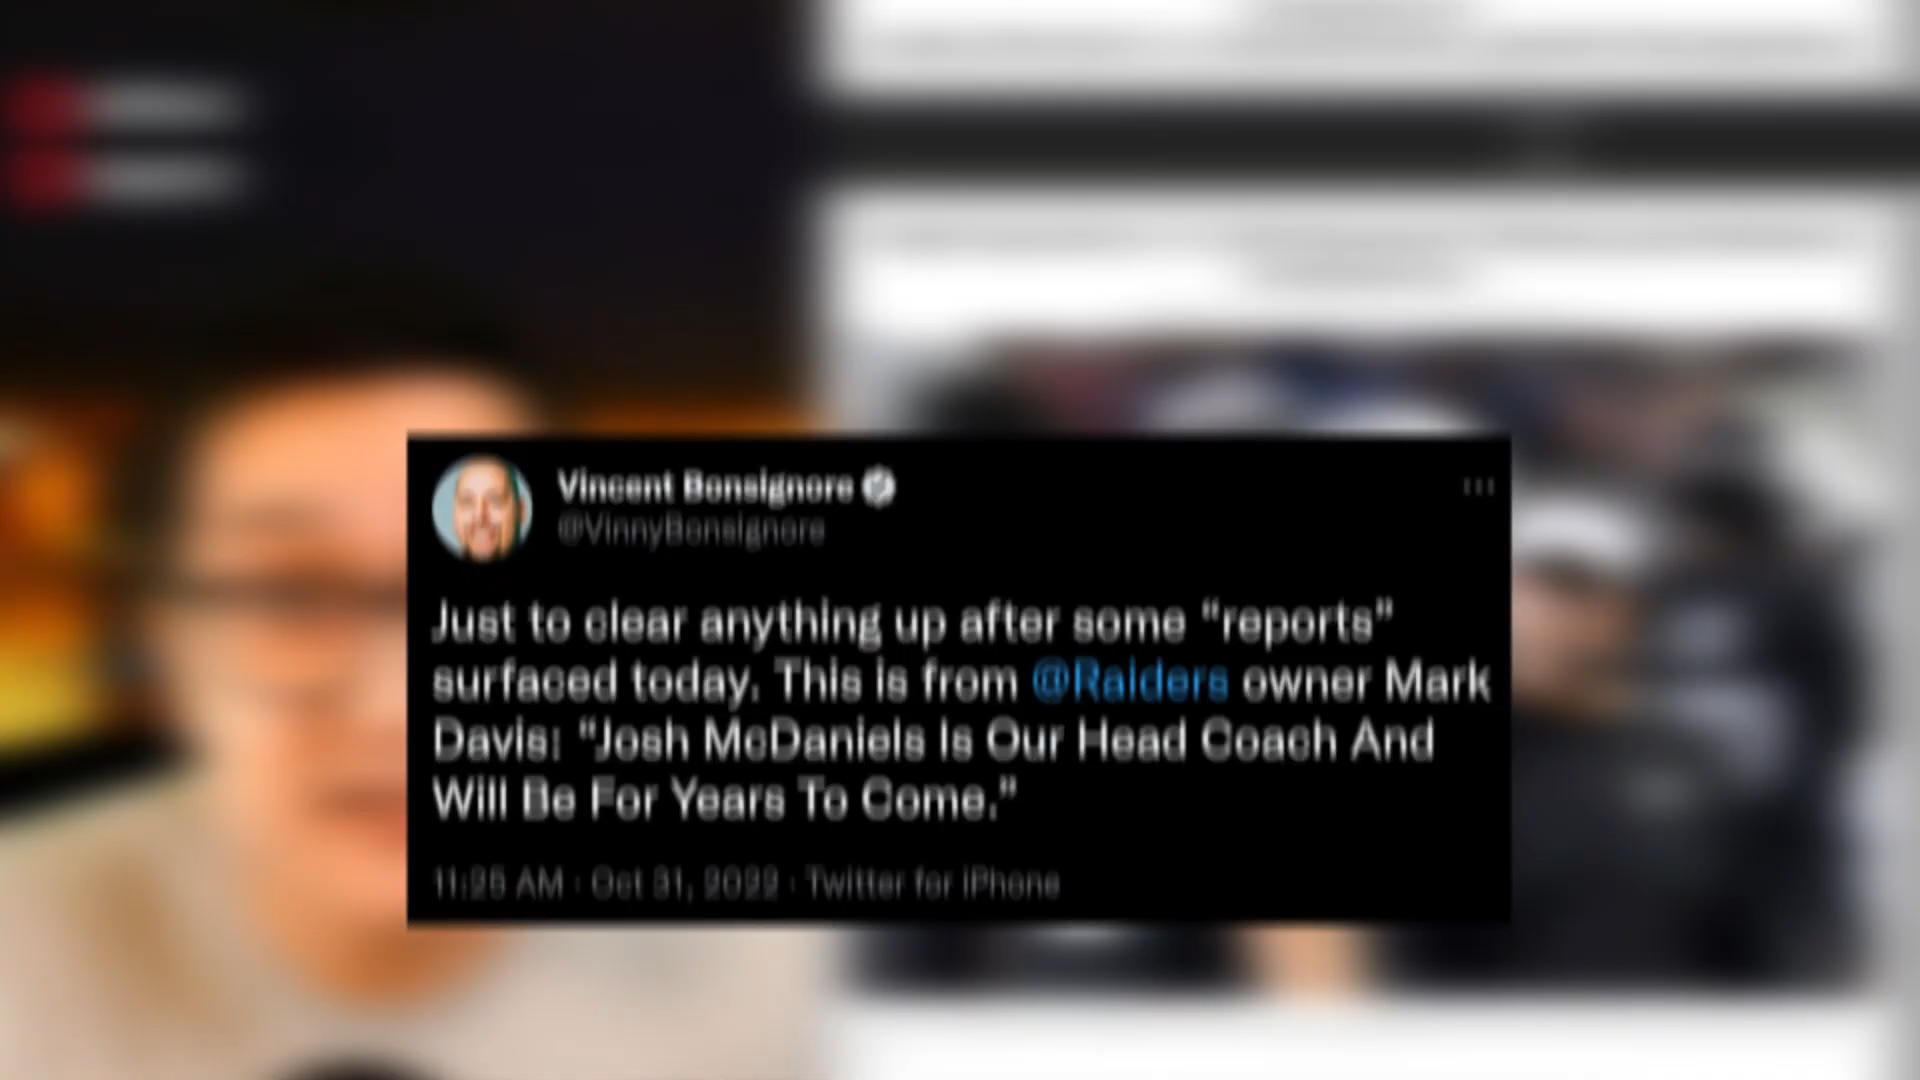 Vincent Bonsignore
@VinnyBonsignore
Just to clear anything up after some "reports"
surfaced today. This is from @Raiders owner Mark
Davis: "Josh McDaniels Is Our Head Coach And
Will Be For Years To Come."
11:25 AM · Oct 31, 2022 · Twitter for iPhone